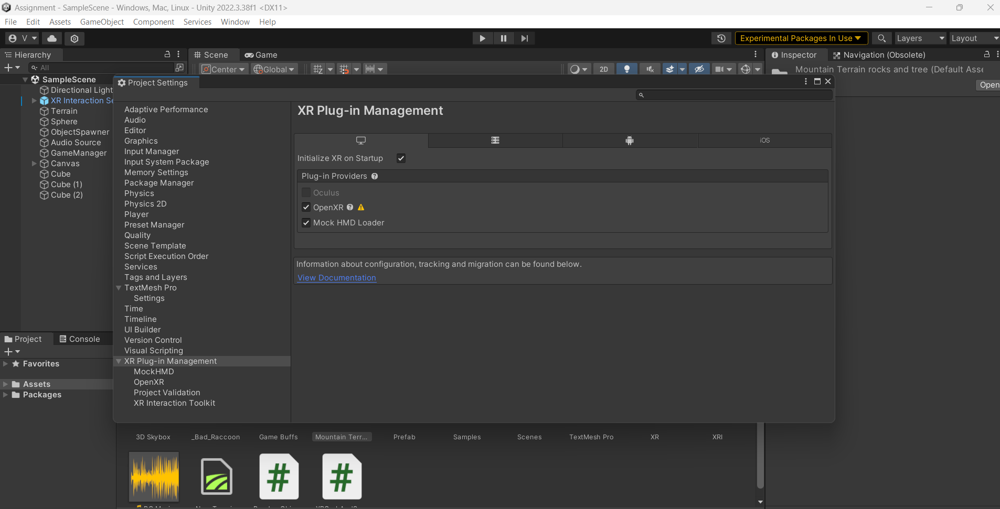 Assignment - SampleScene - Windows, Mac, Linux - Unity 2022.3.38f1 <DX11>
File Edit Assets GameObject Component Services Window Help
V Experimental Packages In Use Layers Layout
Hierarchy Scene Game Inspector Navigation (Obsolete)
All Center Global 2D Mountain Terrain rocks and tree (Default Asse
Open
SampleScene
Directional Light
XR Interaction Se
Terrain
Sphere
ObjectSpawner
Audio Source
GameManager
Canvas
Cube
Cube (1)
Cube (2)
Project Settings
Adaptive Performance
Audio
Editor
Graphics
Input Manager
Input System Package
Memory Settings
Package Manager
Physics
Physics 2D
Player
Preset Manager
Quality
Scene Template
Script Execution Order
Services
Tags and Layers
TextMesh Pro
Settings
Time
Timeline
UI Builder
Version Control
Visual Scripting
XR Plug-in Management
MockHMD
OpenXR
Project Validation
XR Interaction Toolkit
XR Plug-in Management
iOS
Initialize XR on Startup
Plug-in Providers
Oculus
OpenXR
Mock HMD Loader
Information about configuration, tracking and migration can be found below.
View Documentation
Project Console
Favorites
Assets
Packages
3D Skybox _Bad_Raccoon Game Buffs Mountain Terr... Prefab Samples Scenes TextMesh Pro XR XRI